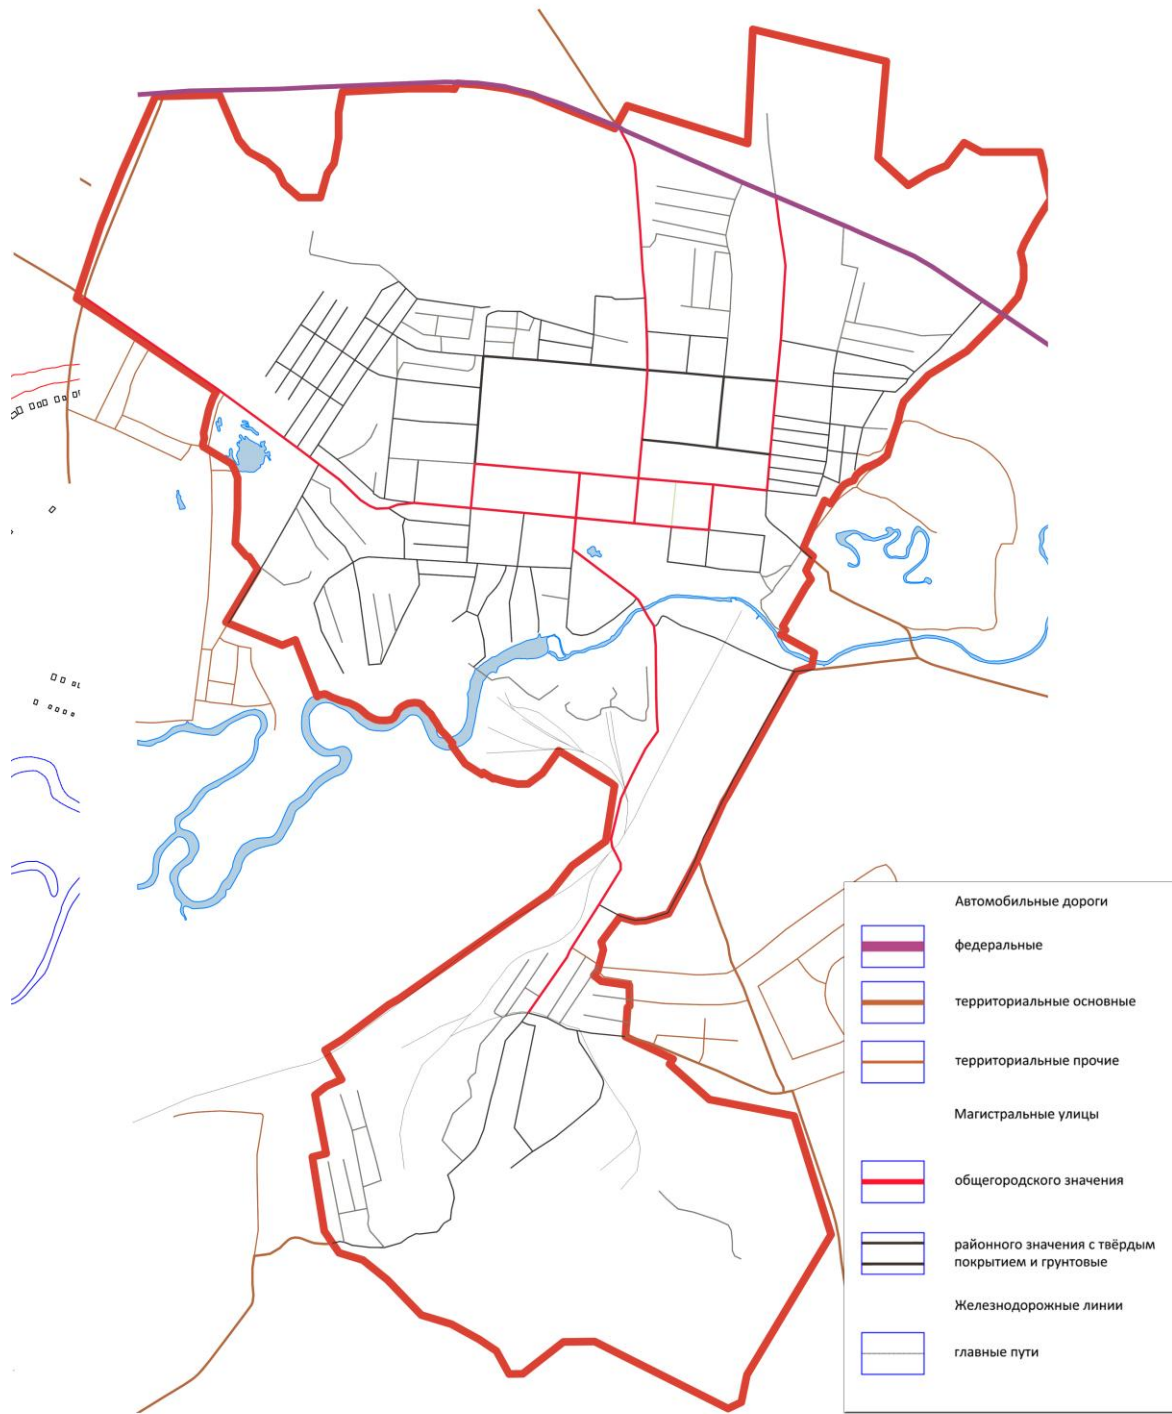 Автомобильные дороги
федеральные
территориальные основные
территориальные прочие
Магистральные улицы
общегородского значения
районного значения с твёрдым
покрытием и грунтовые
Железнодорожные линии
главные пути